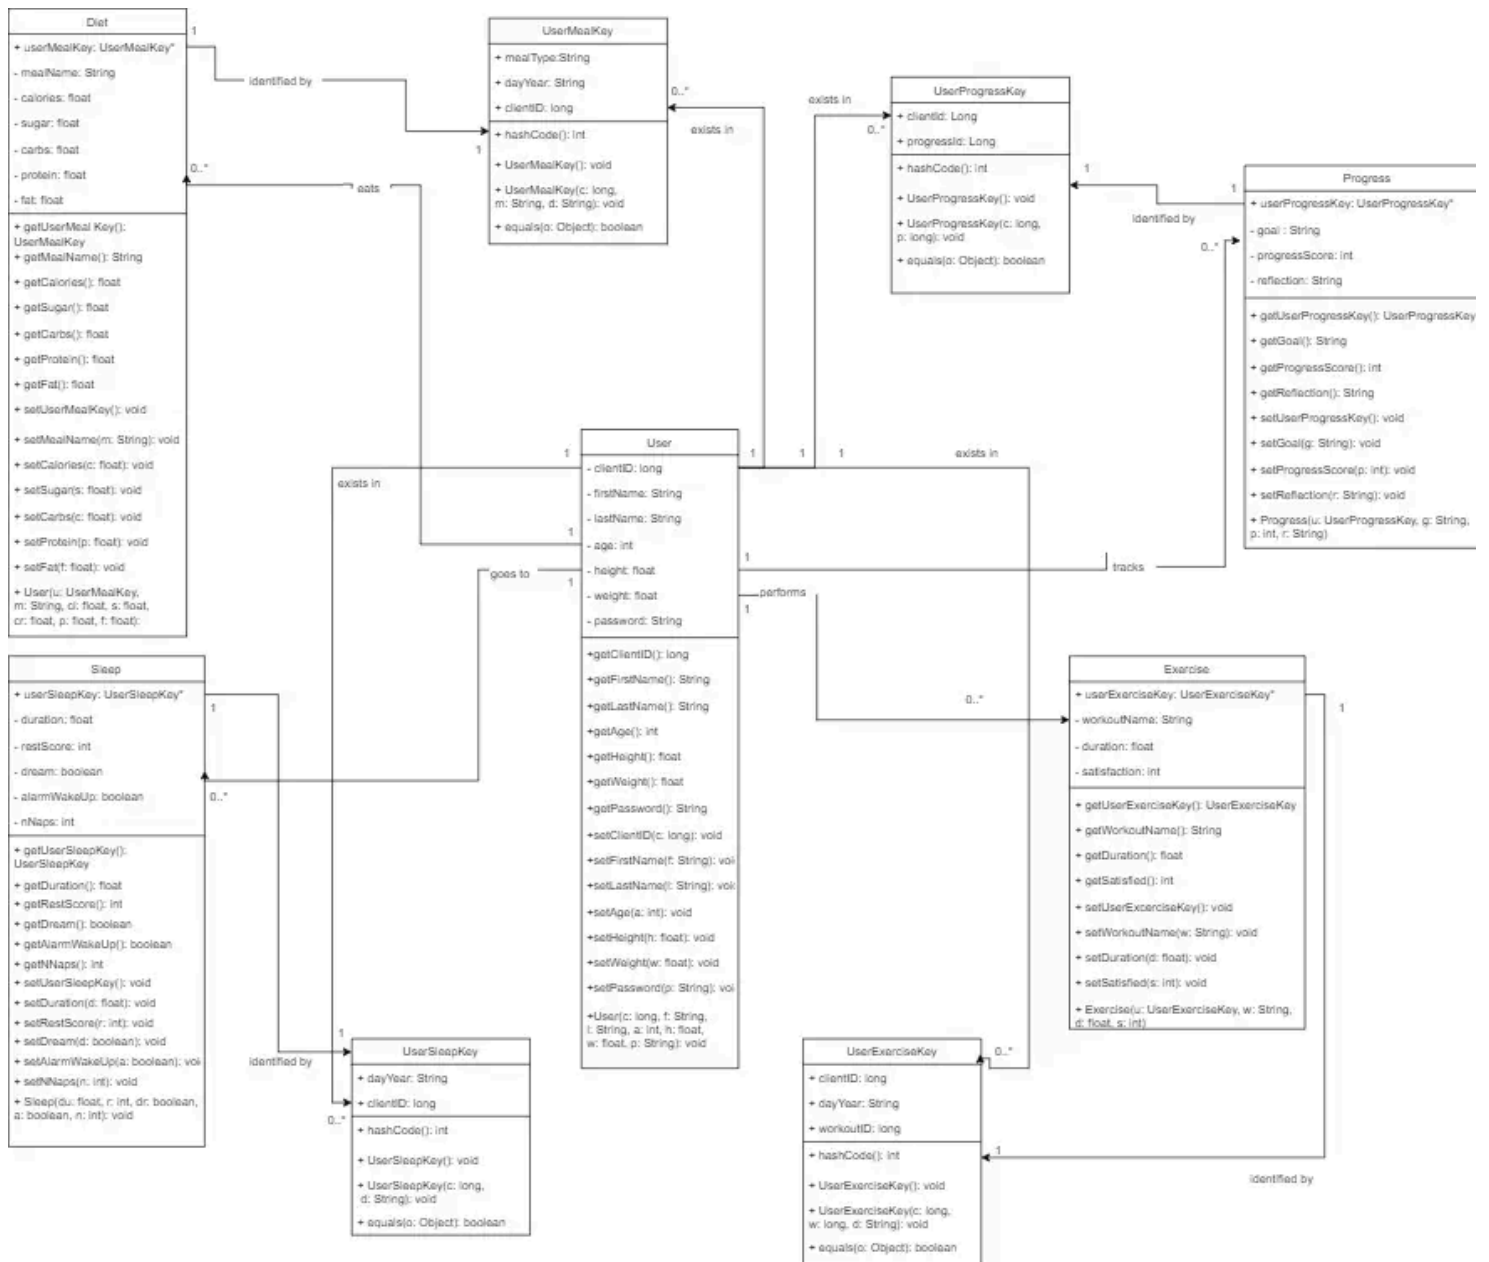 Diet
+ userMealKey: UserMealKey*
- mealName: String
- calories: float
- sugar: float
- carbs: float
- protein: float
- fat: float
+ getUserMeal Key():
UserMealKey
+ getMealName(): String
+ getCalories(): float
+ getSugar(): float
+ getCarbs(): float
+ getProtein(): float
+ getFat(): float
+ setUserMealKey(): void
+ setMealName(m: String): void
+ setCalories(c: float): void
+ setSugar(s: float): void
+ setCarbs(c: float): void
+ setProtein(p: float): void
+ setFat(f: float): void
+ User(u: UserMealKey,
m: String, cl: float, s: float,
cr: float, p: float, f: float):
1
identified by
1
0..*
eats
1
UserMealKey
+ mealType:String
+ dayYear: String
+ clientID: long
+ hashCode(): int
+ UserMealKey(): void
+ UserMealKey(c: long,
m: String, d: String): void
+ equals(o: Object): boolean
0..*
exists in
1
exists in
0..*
1
UserProgressKey
+ clientId: Long
+ progressId: Long
+ hashCode(): int
+ UserProgressKey(): void
+ UserProgressKey(c: long,
p: long): void
+ equals(o: Object): boolean
1
identified by
1
0..*
Progress
+ userProgressKey: UserProgressKey*
- goal : String
- progressScore: int
- reflection: String
+ getUserProgressKey(): UserProgressKey
+ getGoal(): String
+ getProgressScore(): int
+ getReflection(): String
+ setUserProgressKey(): void
+ setGoal(g: String): void
+ setProgressScore(p: int): void
+ setReflection(r: String): void
+ Progress(u: UserProgressKey, g: String,
p: int, r: String)
User
- clientID: long
- firstName: String
- lastName: String
- age: int
- height: float
- weight: float
- password: String
+getClientID(): long
+getFirstName(): String
+getLastName(): String
+getAge(): int
+getHeight(): float
+getWeight(): float
+getPassword(): String
+setClientID(c: long): void
+setFirstName(f: String): voi
+setLastName(l: String): voi
+setAge(a: int): void
+setHeight(h: float): void
+setWeight(w: float): void
+setPassword(p: String): voi
+User(c: long, f: String,
l: String, a: int, h: float,
w: float, p: String): void
1
exists in
1
exists in
goes to
1
1
tracks
performs
1
0..*
Sleep
+ userSleepKey: UserSleepKey*
- duration: float
- restScore: int
- dream: boolean
- alarmWakeUp: boolean
- nNaps: int
+ getUserSleepKey():
UserSleepKey
+ getDuration(): float
+ getRestScore(): int
+ getDream(): boolean
+ getAlarmWakeUp(): boolean
+ getNNaps(): int
+ setUserSleepKey(): void
+ setDuration(d: float): void
+ setRestScore(r: int): void
+ setDream(d: boolean): void
+ setAlarmWakeUp(a: boolean): voi
+ setNNaps(n: int): void
+ Sleep(du: float, r: int, dr: boolean,
a: boolean, n: int): void
1
0..*
1
identified by
0..*
UserSleepKey
+ dayYear: String
+ clientID: long
+ hashCode(): int
+ UserSleepKey(): void
+ UserSleepKey(c: long,
d: String): void
+ equals(o: Object): boolean
Exercise
+ userExerciseKey: UserExerciseKey*
- workoutName: String
- duration: float
- satisfaction: int
+ getUserExerciseKey(): UserExerciseKey
+ getWorkoutName(): String
+ getDuration(): float
+ getSatisfied(): int
+ setUserExcerciseKey(): void
+ setWorkoutName(w: String): void
+ setDuration(d: float): void
+ setSatisfied(s: int): void
+ Exercise(u: UserExerciseKey, w: String,
d: float, s: int)
1
UserExerciseKey
+ clientID: long
+ dayYear: String
+ workoutID: long
+ hashCode(): int
+ UserExerciseKey(): void
+ UserExerciseKey(c: long,
w: long, d: String): void
+ equals(o: Object): boolean
0..*
1
identified by